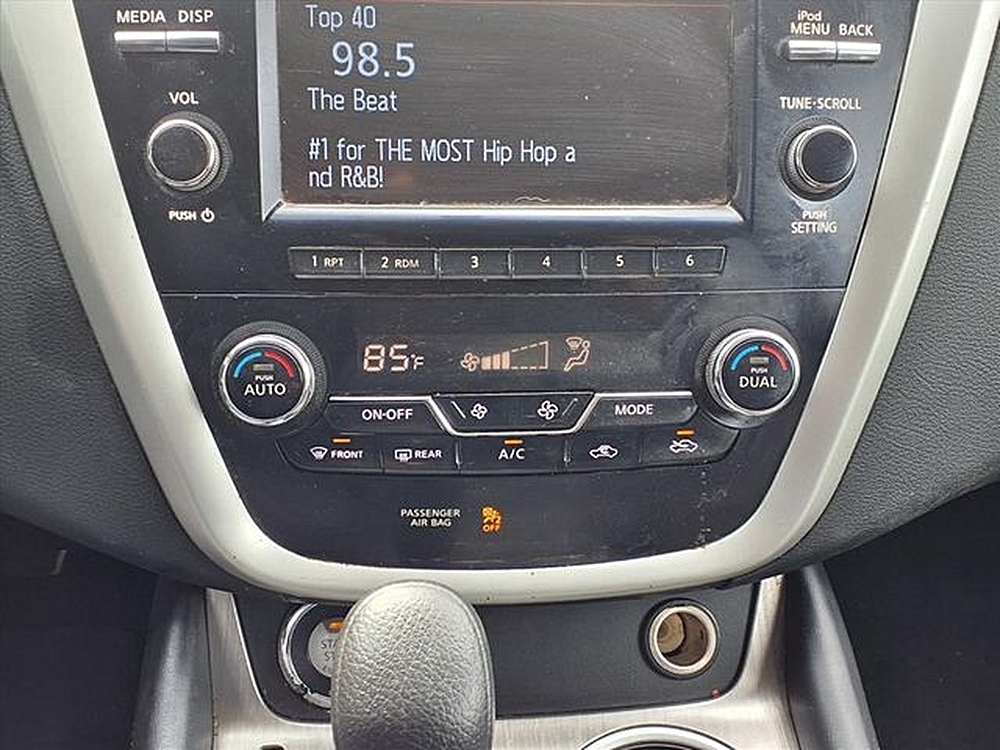 MEDIA DISP
iPod
MENU BACK
Top 40
98.5
The Beat
#1 for THE MOST Hip Hop a
nd R&B!
VOL
PUSH
TUNE·SCROLL
PUSH
SETTING
1 RPT 2 RDM 3 4 5 6
PUSH
AUTO
85°F
PUSH
DUAL
ON·OFF
MODE
FRONT
REAR
A/C
PASSENGER
AIR BAG
2
OFF